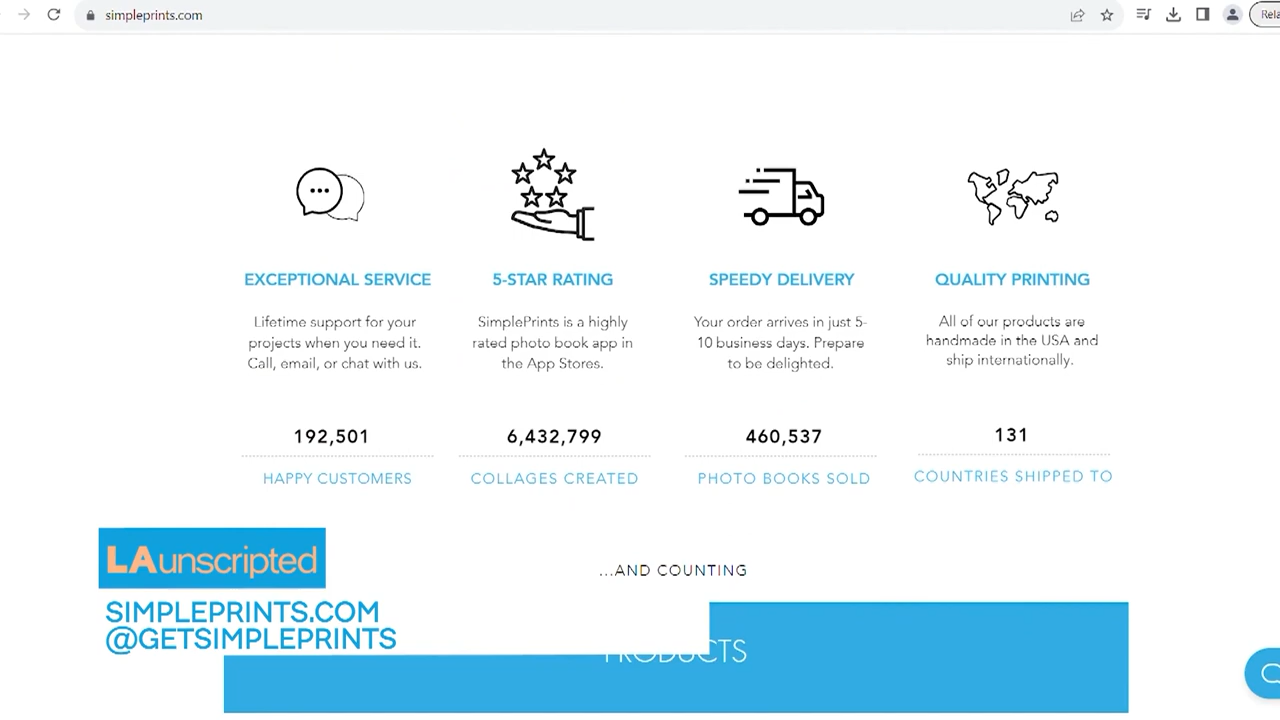 simpleprints.com
EXCEPTIONAL SERVICE
Lifetime support for your
projects when you need it.
Call, email, or chat with us.
5-STAR RATING
SimplePrints is a highly
rated photo book app in
the App Stores.
SPEEDY DELIVERY
Your order arrives in just 5-
10 business days. Prepare
to be delighted.
QUALITY PRINTING
All of our products are
handmade in the USA and
ship internationally.
192,501
HAPPY CUSTOMERS
6,432,799
COLLAGES CREATED
460,537
PHOTO BOOKS SOLD
131
COUNTRIES SHIPPED TO
...AND COUNTING
LAunscripted
SIMPLEPRINTS.COM
@GETSIMPLEPRINTS
PRODUCTS